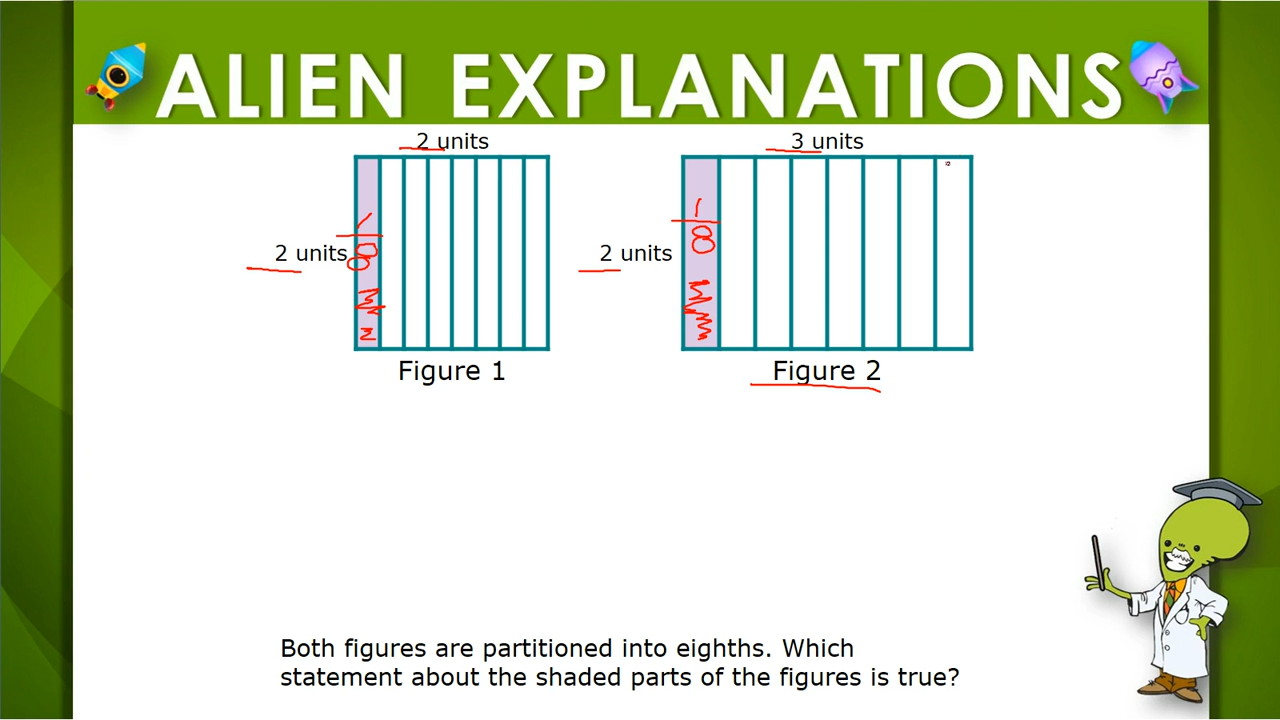 ALIEN EXPLANATIONS
2 units
3 units
2 units
2 units
1
8
1
8
Figure 1
Figure 2
Both figures are partitioned into eighths. Which
statement about the shaded parts of the figures is true?